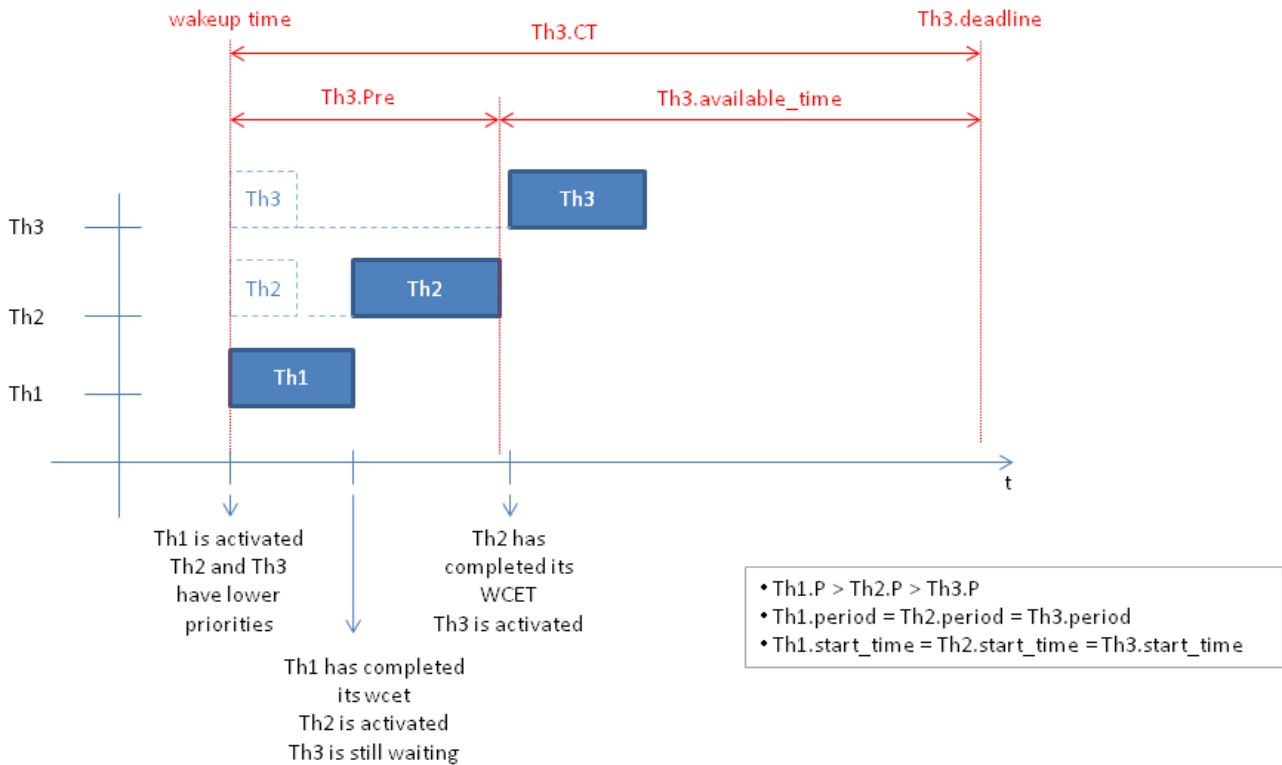 wakeup time
Th3.deadline
Th3.CT
Th3.Pre
Th3.available_time
Th3
Th3
Th3
Th2
Th2
Th2
Th1
Th1
t
Th1 is activated
Th2 and Th3
have lower
priorities
Th2 has
completed its
WCET
Th3 is activated
Th1 has completed
its wcet
Th2 is activated
Th3 is still waiting
• Th1.P > Th2.P > Th3.P
• Th1.period = Th2.period = Th3.period
• Th1.start_time = Th2.start_time = Th3.start_time